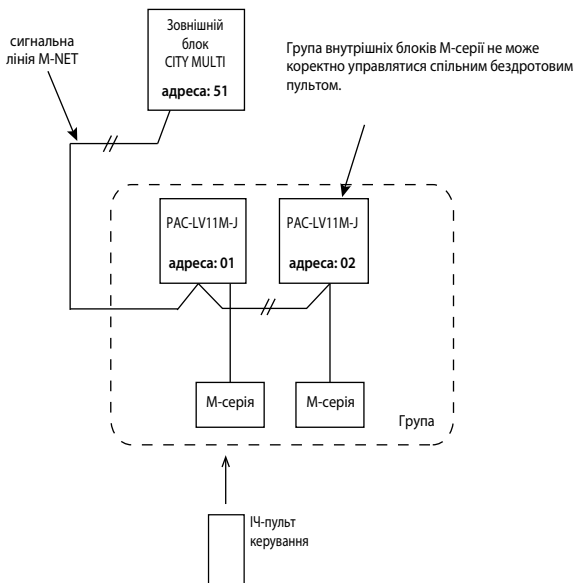 сигнальна
лінія M-NET
Зовнішній
блок
CITY MULTI
адреса: 51
Група внутрішніх блоків М-серії не може
коректно управлятися спільним бездротовим
пультом.
PAC-LV11M-J
адреса: 01
PAC-LV11M-J
адреса: 02
М-серія
М-серія
Група
ІЧ-пульт
керування